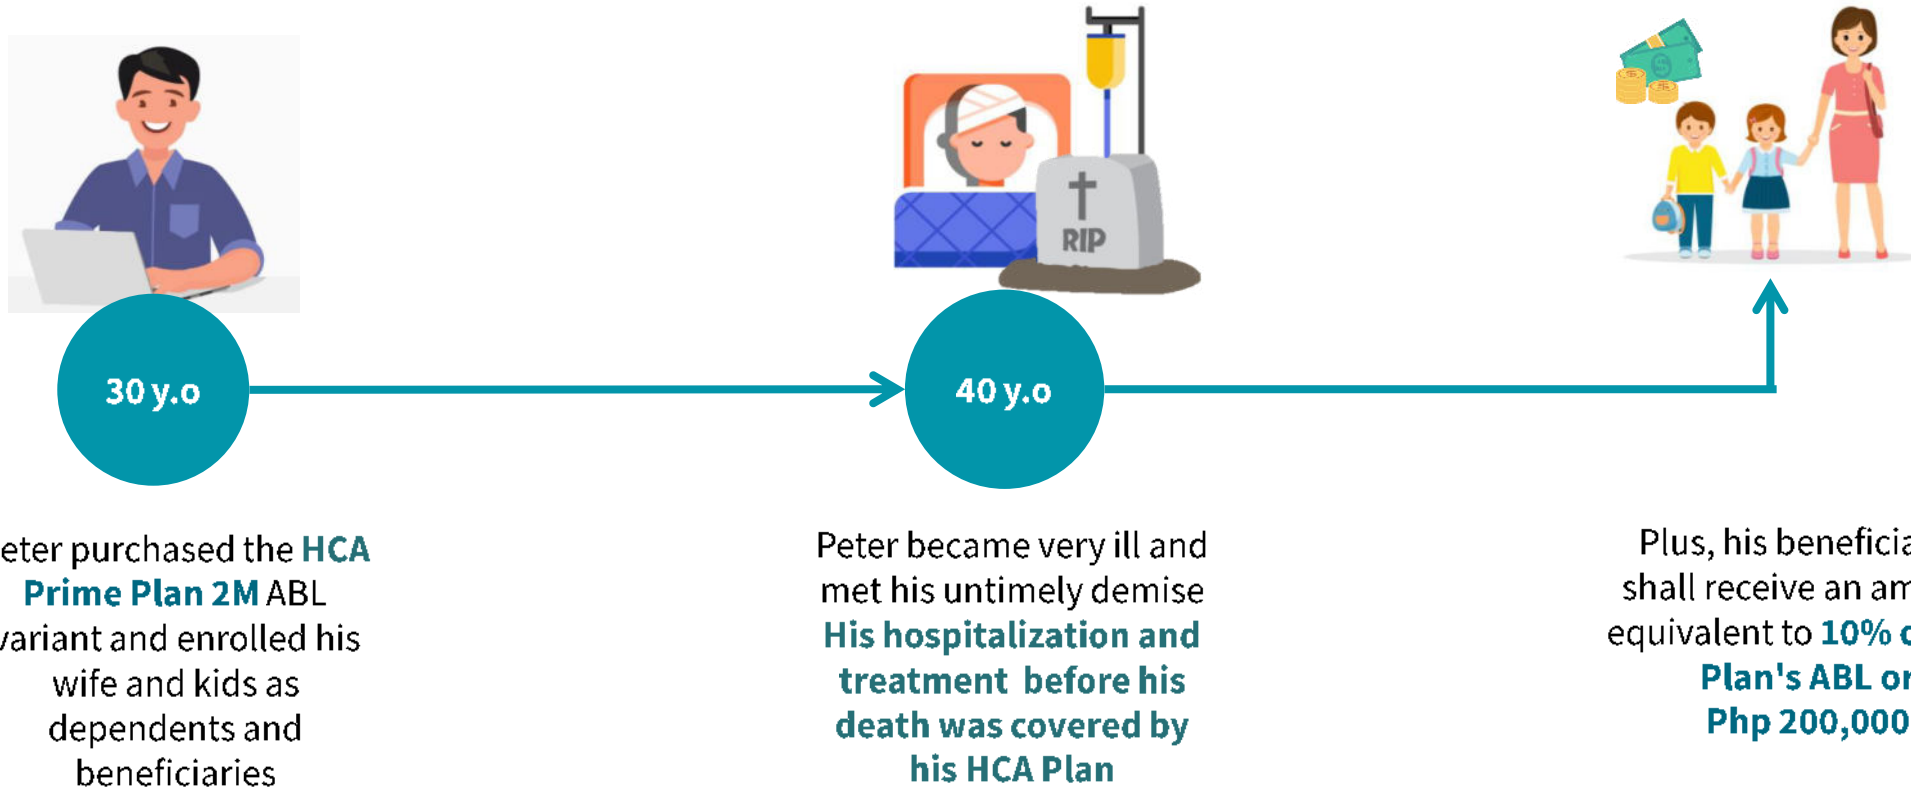 RIP
30 y.o
40 y.o
eter purchased the HCA
Prime Plan 2M ABL
variant and enrolled his
wife and kids as
dependents and
beneficiaries
Peter became very ill and
met his untimely demise
His hospitalization and
treatment before his
death was covered by
his HCA Plan
Plus, his beneficia
shall receive an am
equivalent to 10%
Plan's ABL or
Php 200,000